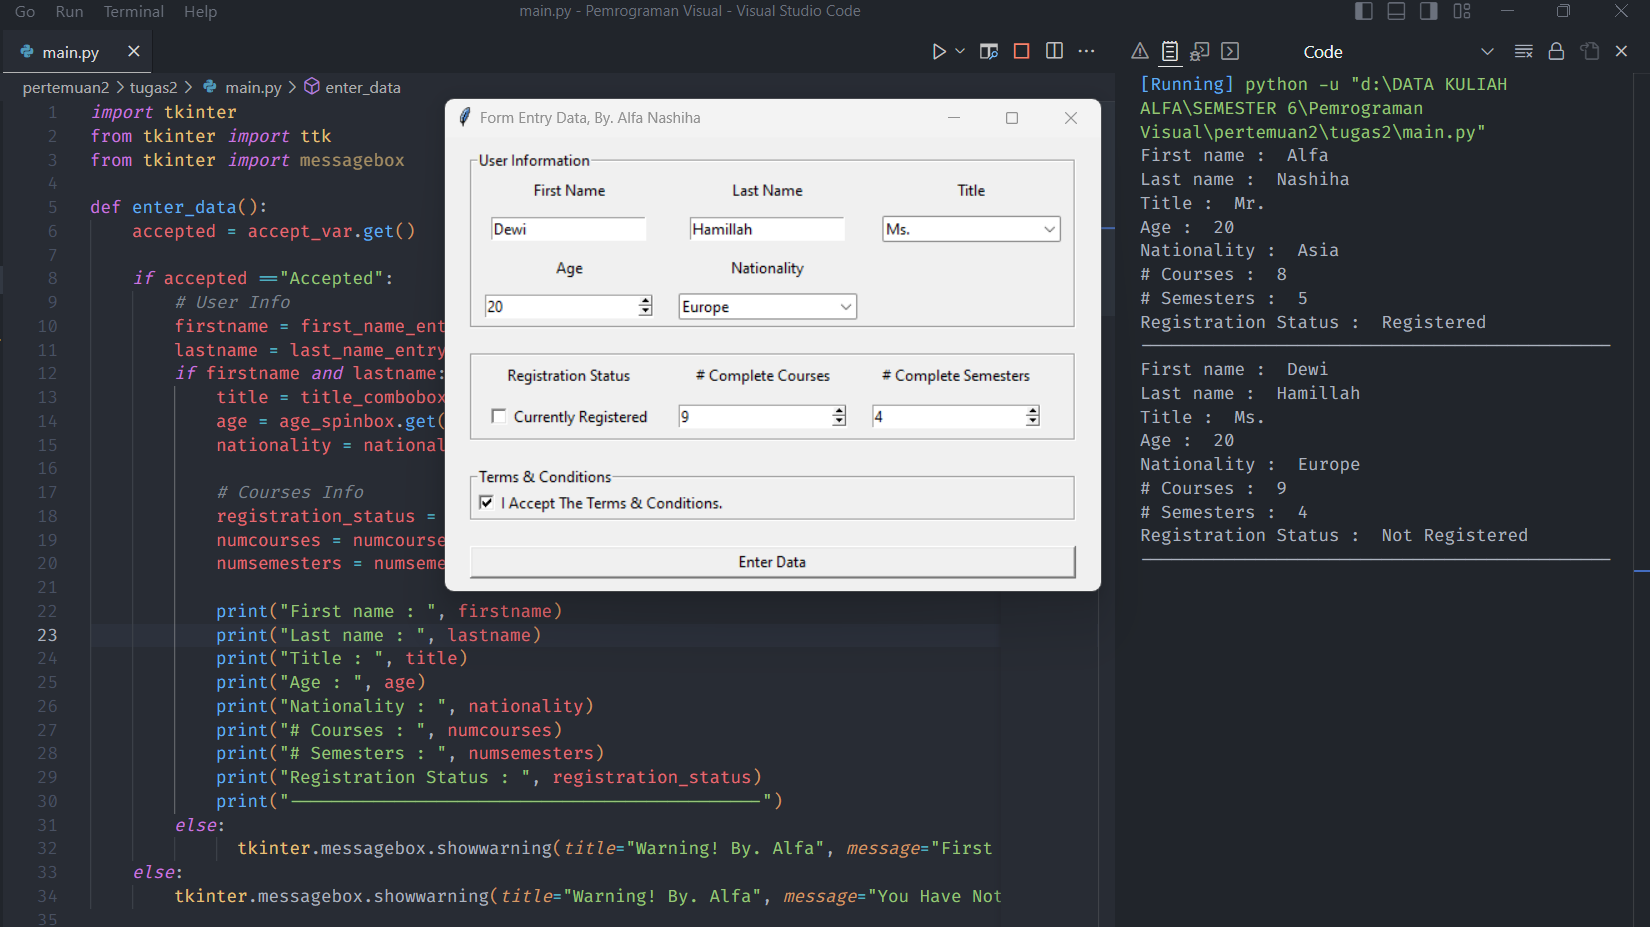 Go Run Terminal Help
main.py - Pemrograman Visual - Visual Studio Code
main.py
pertemuan2 > tugas2 > main.py > enter_data
1 import tkinter
2 from tkinter import ttk
3 from tkinter import messagebox
4
5 def enter_data():
6 accepted = accept_var.get()
7
8 if accepted =="Accepted":
9 # User Info
10 firstname = first_name_ent
11 lastname = last_name_entry
12 if firstname and lastname:
13 title = title_combobox
14 age = age_spinbox.get(
15 nationality = national
16
17 # Courses Info
18 registration_status =
19 numcourses = numcourse
20 numsemesters = numseme
21
22 print("First name : ", firstname)
23 print("Last name : ", lastname)
24 print("Title : ", title)
25 print("Age : ", age)
26 print("Nationality : ", nationality)
27 print("# Courses : ", numcourses)
28 print("# Semesters : ", numsemesters)
29 print("Registration Status : ", registration_status)
30 print("---------------------------------------------")
31 else:
32 tkinter.messagebox.showwarning(title="Warning! By. Alfa", message="First
33 else:
34 tkinter.messagebox.showwarning(title="Warning! By. Alfa", message="You Have Not
35
Form Entry Data, By. Alfa Nashiha
User Information
First Name Last Name Title
Dewi Hamillah Ms.
Age Nationality
20 Europe
Registration Status # Complete Courses # Complete Semesters
Currently Registered 9 4
Terms & Conditions
I Accept The Terms & Conditions.
Enter Data
Code
[Running] python -u "d:\DATA KULIAH
ALFA\SEMESTER 6\Pemrograman
Visual\pertemuan2\tugas2\main.py"
First name : Alfa
Last name : Nashiha
Title : Mr.
Age : 20
Nationality : Asia
# Courses : 8
# Semesters : 5
Registration Status : Registered
---------------------------------------------
First name : Dewi
Last name : Hamillah
Title : Ms.
Age : 20
Nationality : Europe
# Courses : 9
# Semesters : 4
Registration Status : Not Registered
---------------------------------------------